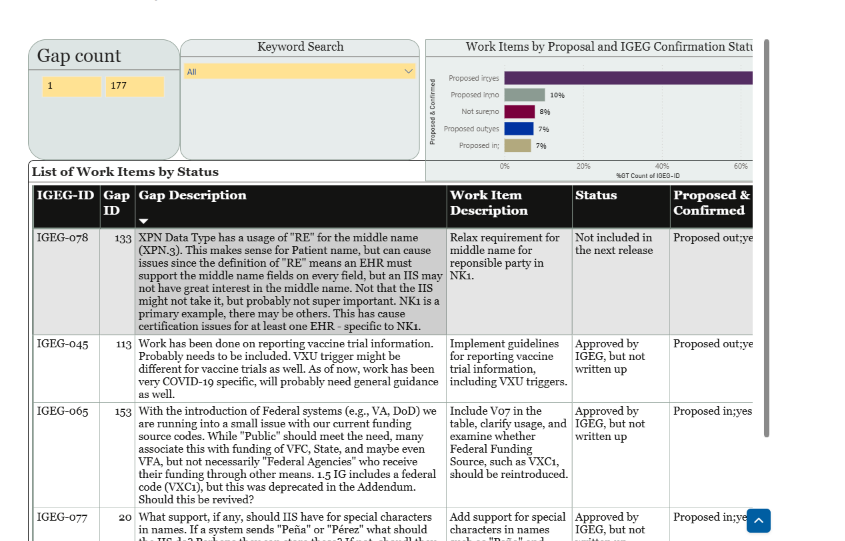 Gap count
1 177
Keyword Search
All
Work Items by Proposal and IGEG Confirmation Statu
Proposed & Confirmed
Proposed in;yes
Proposed in;no 10%
Not sure;no 8%
Proposed out;yes 7%
Proposed in; 7%
0% 20% 40% 60%
%GT Count of IGEG-ID
List of Work Items by Status
IGEG-ID Gap Gap Description Work Item Status Proposed &
ID Description Confirmed
IGEG-078 133 XPN Data Type has a usage of "RE" for the middle name Relax requirement for Not included in Proposed out;ye
(XPN.3). This makes sense for Patient name, but can cause middle name for the next release
issues since the definition of "RE" means an EHR must reponsible party in
support the middle name fields on every field, but an IIS may NK1.
not have great interest in the middle name. Not that the IIS
might not take it, but probably not super important. NK1 is a
primary example, there may be others. This has cause
certification issues for at least one EHR - specific to NK1.
IGEG-045 113 Work has been done on reporting vaccine trial information. Implement guidelines Approved by Proposed out;ye
Probably needs to be included. VXU trigger might be for reporting vaccine IGEG, but not
different for vaccine trials as well. As of now, work has been trial information, written up
very COVID-19 specific, will probably need general guidance including VXU triggers.
as well.
IGEG-065 153 With the introduction of Federal systems (e.g., VA, DoD) we Include V07 in the Approved by Proposed in;yes
are running into a small issue with our current funding table, clarify usage, and IGEG, but not
source codes. While "Public" should meet the need, many examine whether written up
associate this with funding of VFC, State, and maybe even Federal Funding
VFA, but not necessarily "Federal Agencies" who receive Source, such as VXC1,
their funding through other means. 1.5 IG includes a federal should be reintroduced.
code (VXC1), but this was deprecated in the Addendum.
Should this be revived?
IGEG-077 20 What support, if any, should IIS have for special characters Add support for special Approved by Proposed in;ye
in names. If a system sends "Peña" or "Pérez" what should characters in names IGEG, but not